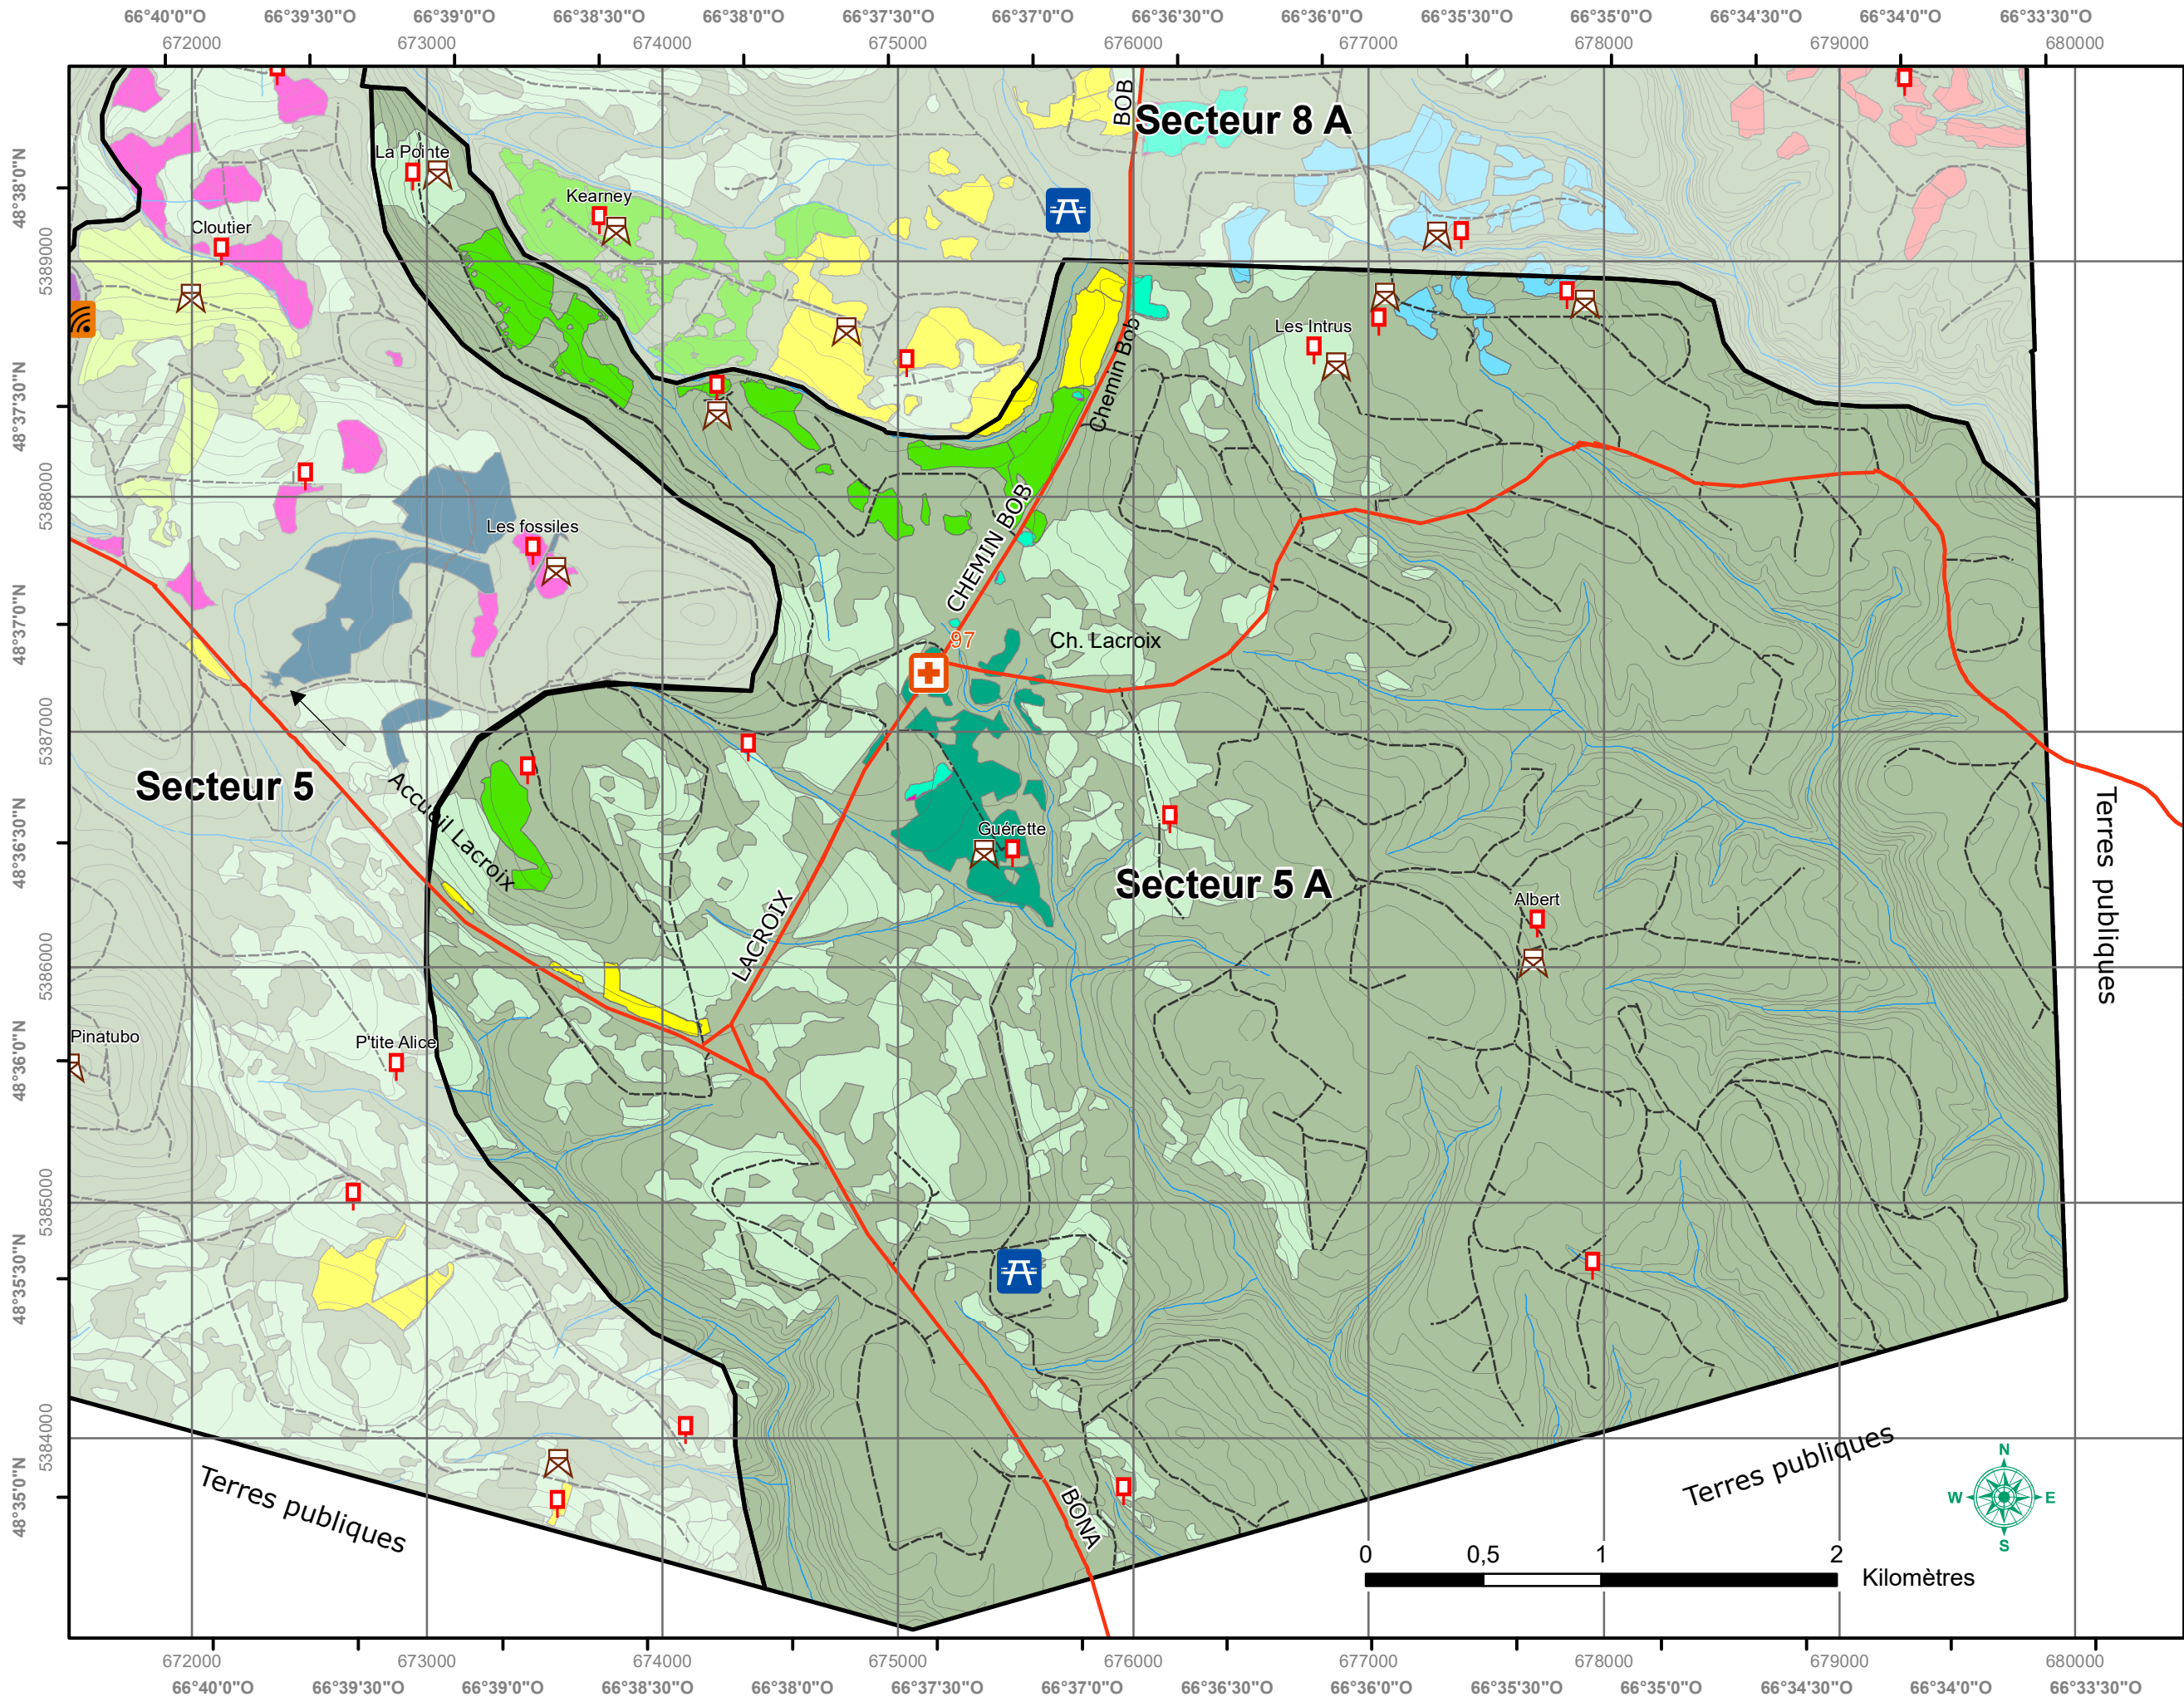 66°40'0"O 66°39'30"O 66°39'0"O 66°38'30"O 66°38'0"O 66°37'30"O 66°37'0"O 66°36'30"O 66°36'0"O 66°35'30"O 66°35'0"O 66°34'30"O 66°34'0"O 66°33'30"O
672000 673000 674000 675000 676000 677000 678000 679000 680000
BOB
Secteur 8 A
La Pointe
48°38'0"N
Kearney
Cloutier
5389000
Les Intrus
Chemin Bob
48°37'30"N
5388000
CHEMIN BOB
Les fossiles
48°37'0"N
97
Ch. Lacroix
5387000
Secteur 5
Accueil Lacroix
Terres publiques
48°36'30"N
Guérette
Secteur 5 A
Albert
LACROIX
5386000
Pinatubo
P'tite Alice
48°36'0"N
5385000
48°35'30"N
5384000
Terres publiques
Terres publiques
48°35'0"N
BONA
N
W E
S
0 0,5 1 2
Kilomètres
672000 673000 674000 675000 676000 677000 678000 679000 680000
66°40'0"O 66°39'30"O 66°39'0"O 66°38'30"O 66°38'0"O 66°37'30"O 66°37'0"O 66°36'30"O 66°36'0"O 66°35'30"O 66°35'0"O 66°34'30"O 66°34'0"O 66°33'30"O